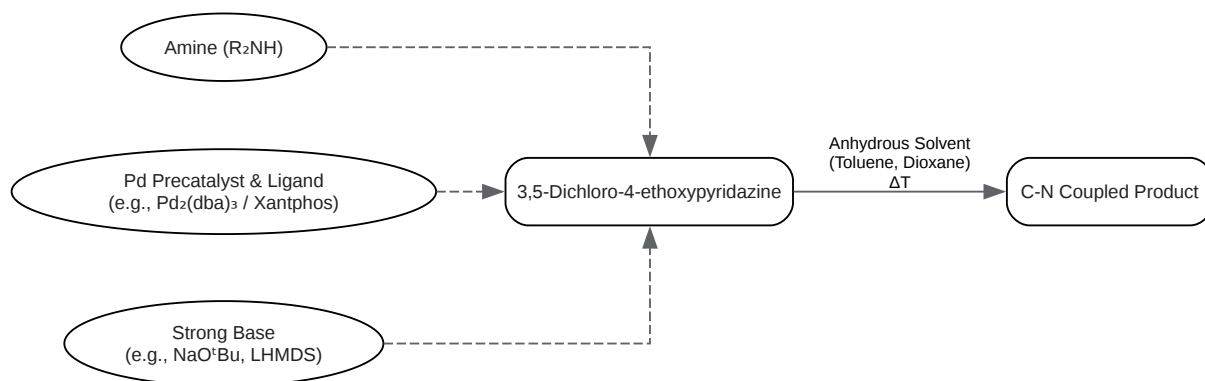 Amine (R₂NH)
Pd Precatalyst & Ligand
(e.g., Pd₂(dba)₃ / Xantphos)
Strong Base
(e.g., NaOᵗBu, LHMDS)
3,5-Dichloro-4-ethoxypyridazine
Anhydrous Solvent
(Toluene, Dioxane)
ΔT
C-N Coupled Product